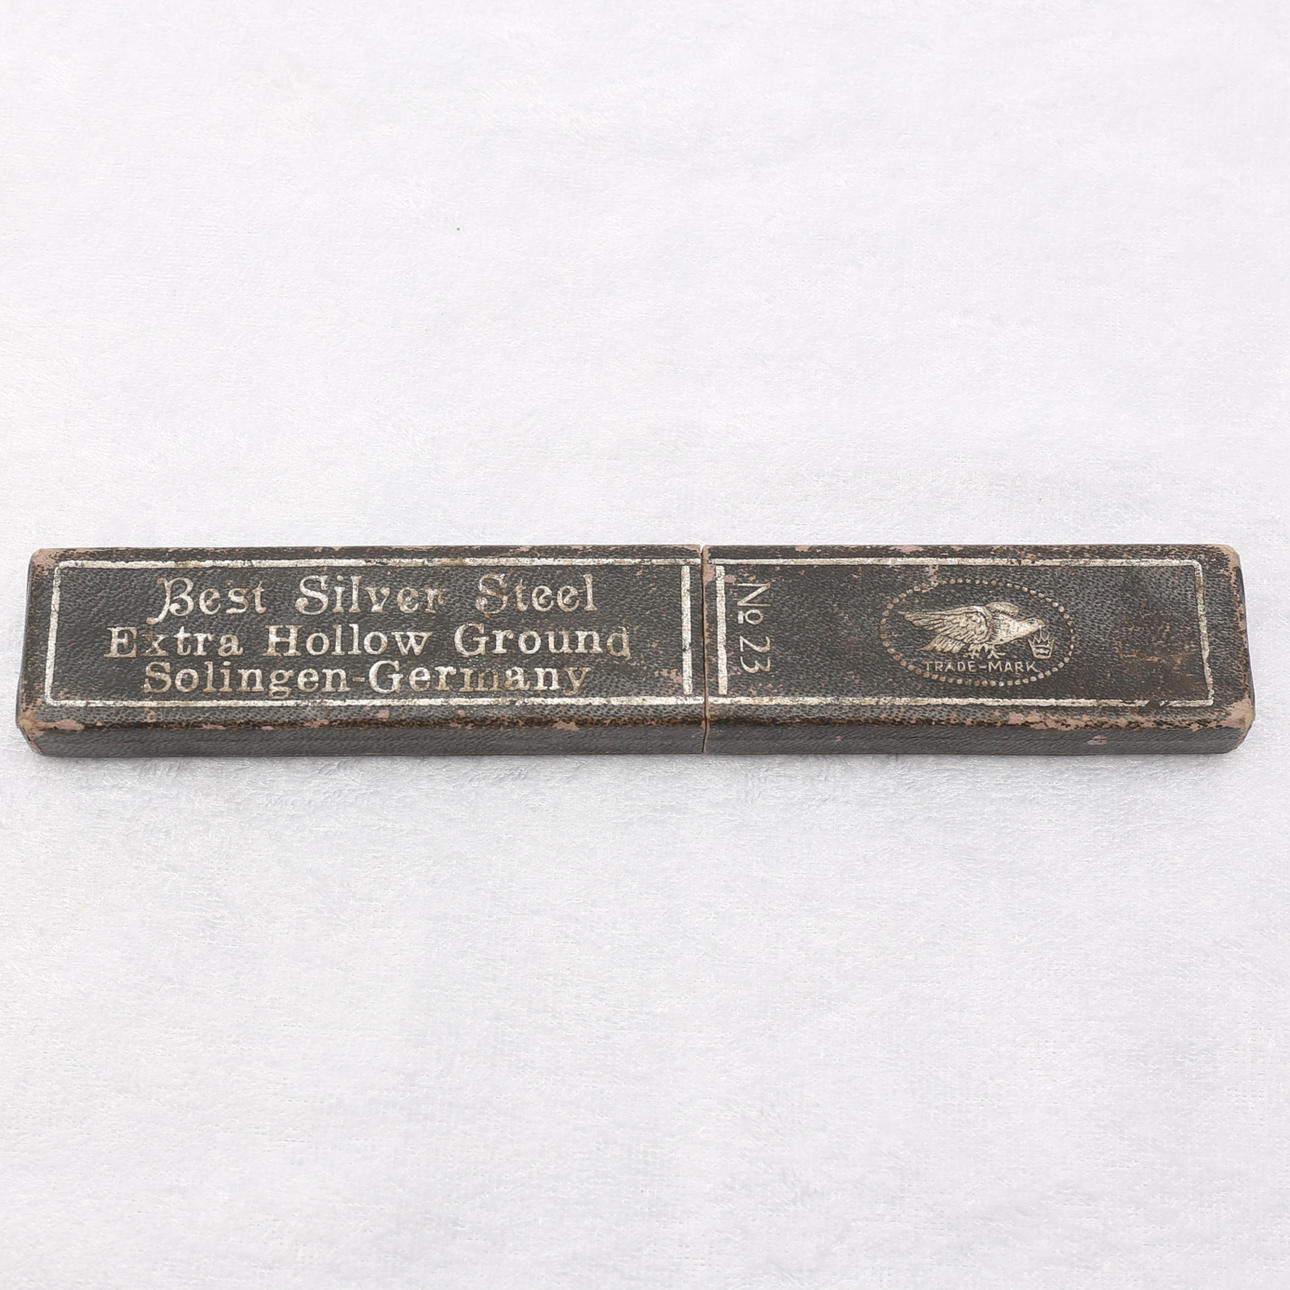 Best Silver Steel
Extra Hollow Ground
Solingen-Germany
No 23
TRADE-MARK